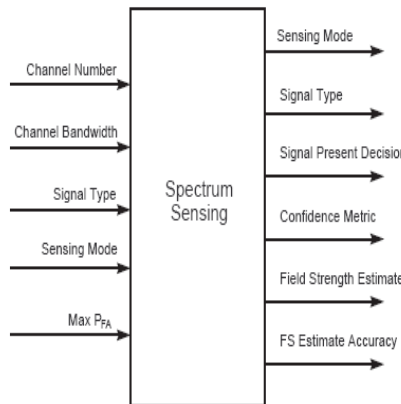 Channel Number
Channel Bandwidth
Signal Type
Sensing Mode
Max PFA
Spectrum
Sensing
Sensing Mode
Signal Type
Signal Present Decision
Confidence Metric
Field Strength Estimate
FS Estimate Accuracy